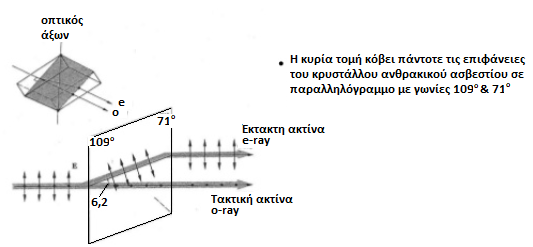 οπτικός
άξων
e
o
• Η κυρία τομή κόβει πάντοτε τις επιφάνειες
του κρυστάλλου ανθρακικού ασβεστίου σε
παραλληλόγραμμο με γωνίες 109° & 71°
71°
109°
Έκτακτη ακτίνα
e-ray
E
6,2
Τακτική ακτίνα
o-ray